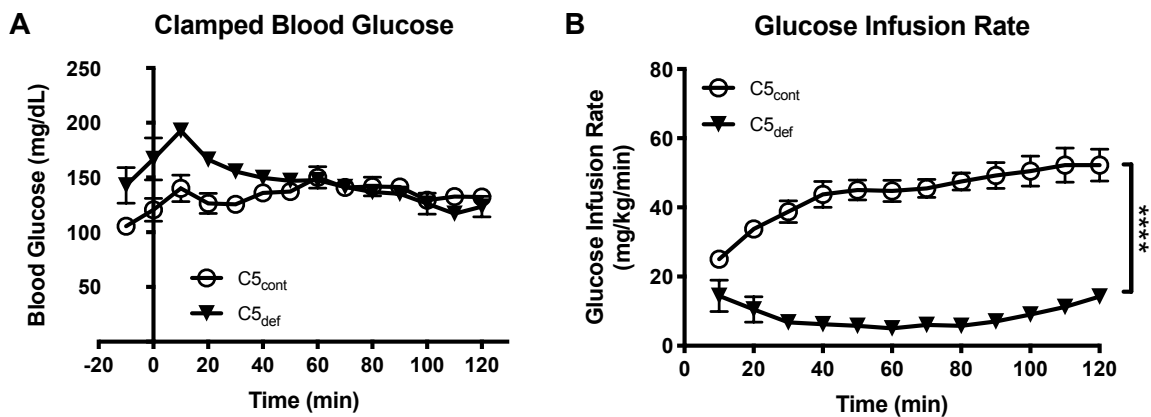 A
Clamped Blood Glucose
Blood Glucose (mg/dL)
250
200
150
100
50
C5cont
C5def
-20 0 20 40 60 80 100 120
Time (min)
B
Glucose Infusion Rate
Glucose Infusion Rate
(mg/kg/min)
80
60
40
20
0
C5cont
C5def
****
0 20 40 60 80 100 120
Time (min)